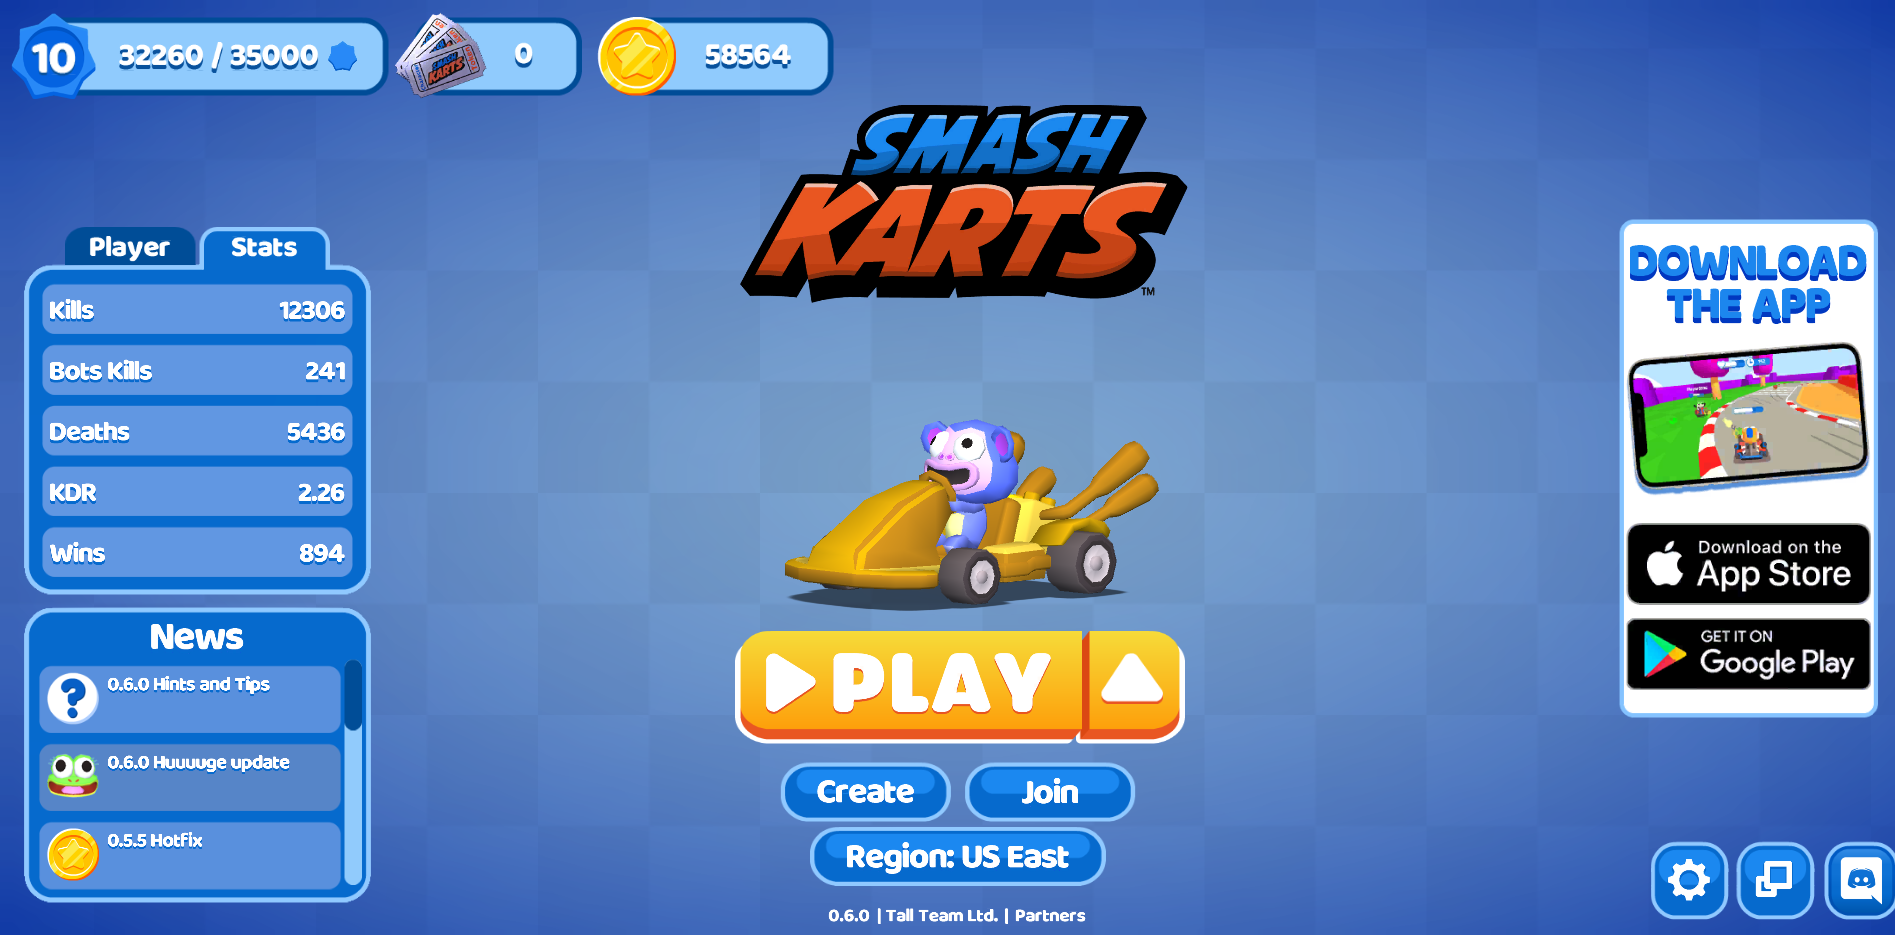 10
32260 / 35000
0
58564
SMASH
KARTS
TM
Player
Stats
Kills 12306
Bots Kills 241
Deaths 5436
KDR 2.26
Wins 894
News
0.6.0 Hints and Tips
0.6.0 Huuuuge update
0.5.5 Hotfix
PLAY
Create
Join
Region: US East
0.6.0 | Tall Team Ltd. | Partners
DOWNLOAD
THE APP
Download on the
App Store
GET IT ON
Google Play